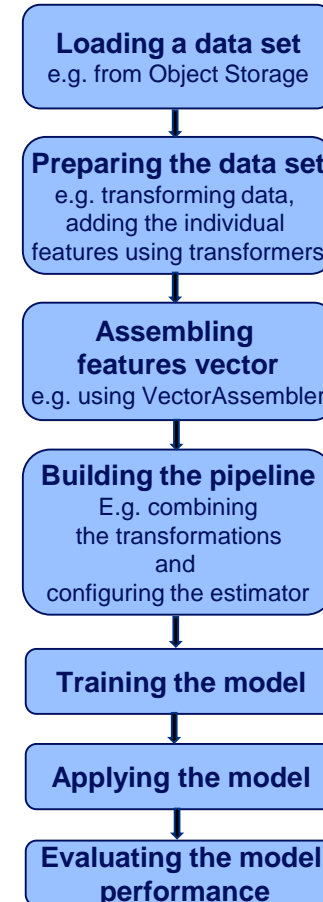 Loading a data set
e.g. from Object Storage
Preparing the data set
e.g. transforming data,
adding the individual
features using transformers
Assembling
features vector
e.g. using VectorAssembler
Building the pipeline
E.g. combining
the transformations
and
configuring the estimator
Training the model
Applying the model
Evaluating the model
performance